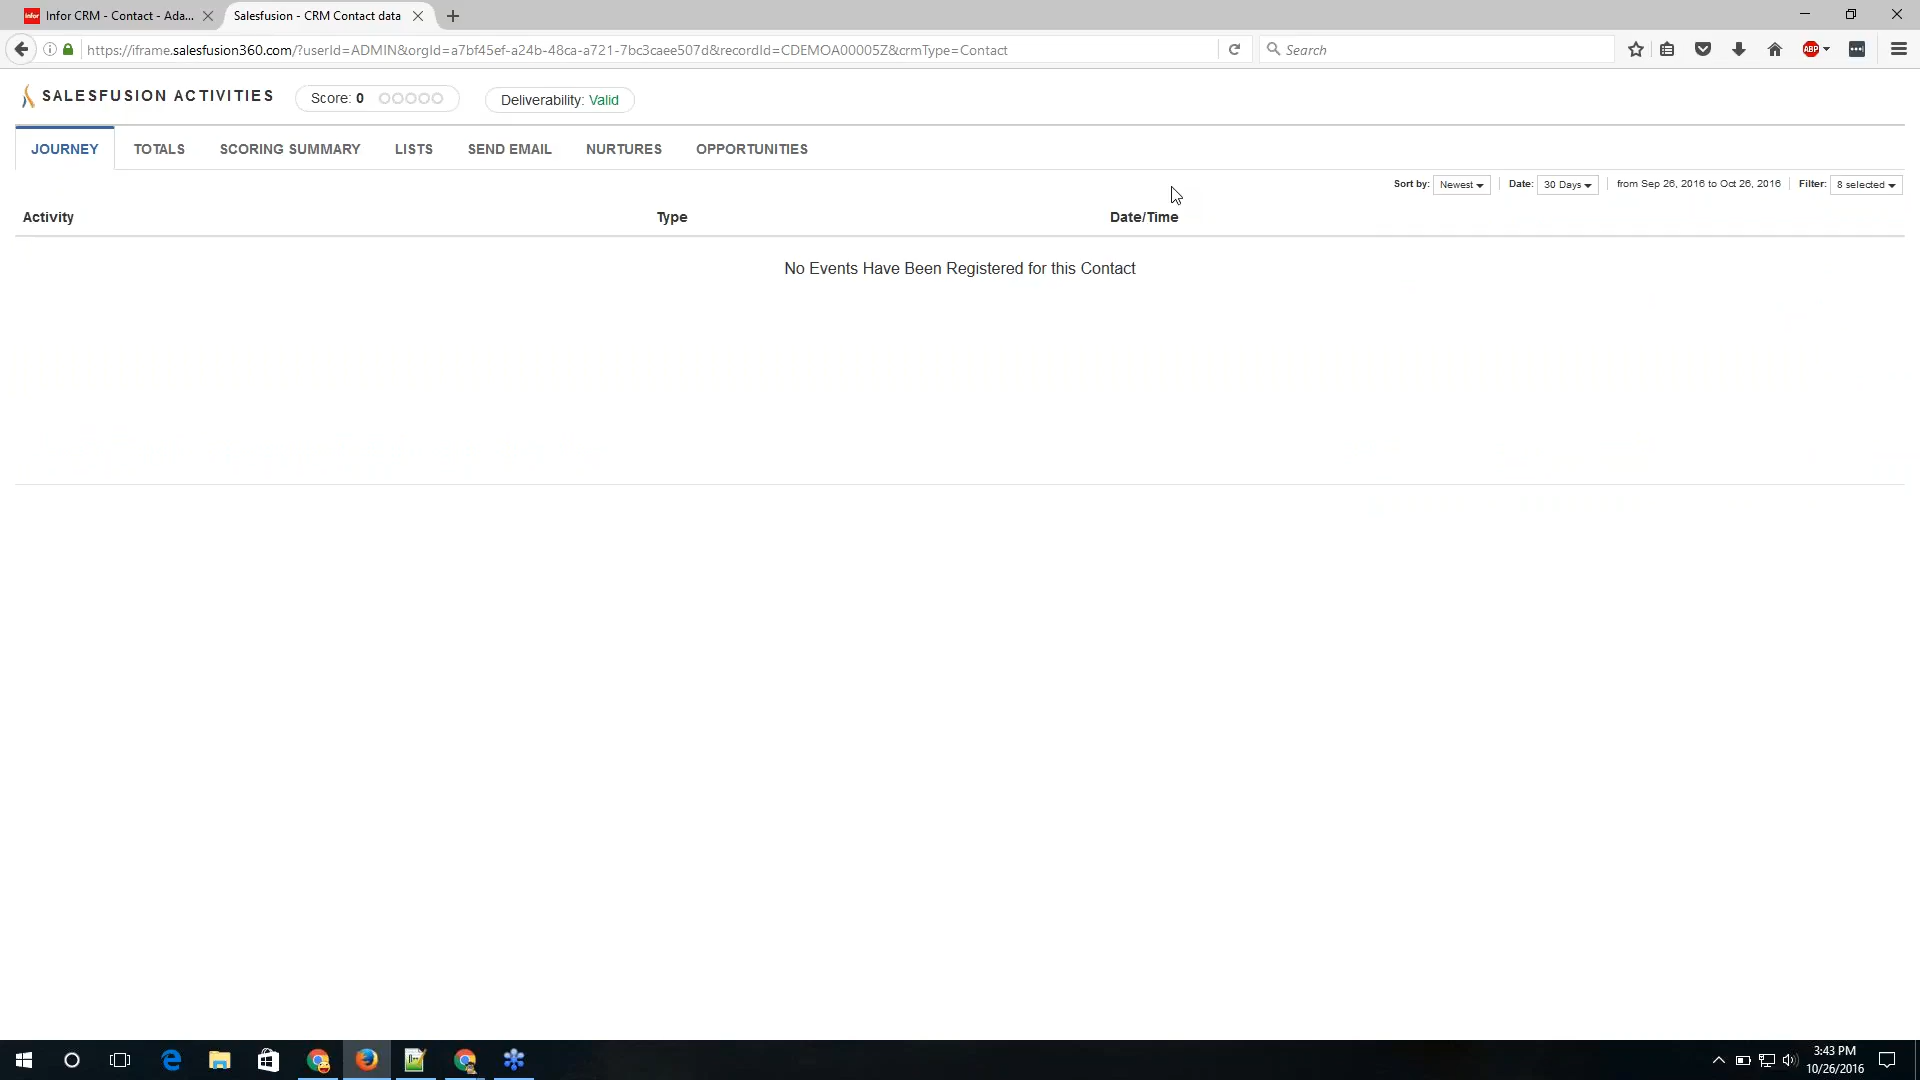 infor Infor CRM - Contact - Ada... Salesfusion - CRM Contact data
https://iframe.salesfusion360.com/?userId=ADMIN&orgId=a7bf45ef-a24b-48ca-a721-7bc3caee507d&recordId=CDEMOA00005Z&crmType=Contact Search ABP
SALESFUSION ACTIVITIES Score: 0 Deliverability: Valid
JOURNEY TOTALS SCORING SUMMARY LISTS SEND EMAIL NURTURES OPPORTUNITIES
Sort by: Newest Date: 30 Days from Sep 26, 2016 to Oct 26, 2016 Filter: 8 selected
Activity Type Date/Time
No Events Have Been Registered for this Contact
3:43 PM
10/26/2016